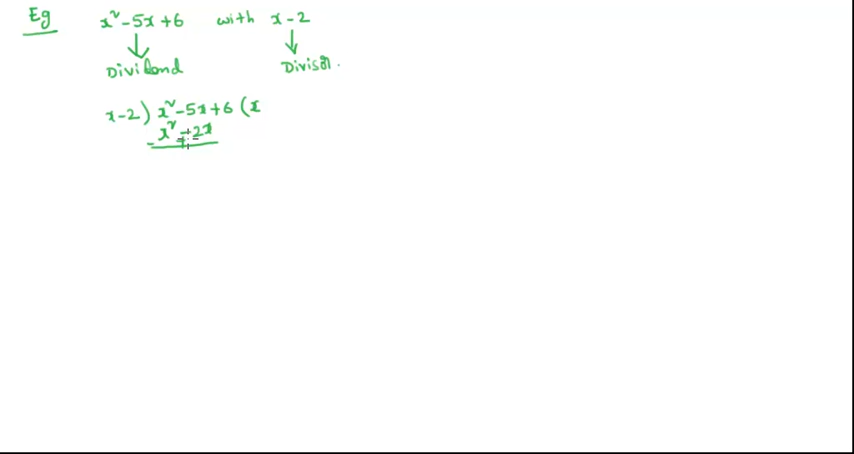 Eg x² - 5x + 6 with x - 2
Dividend Divisor.
x - 2 ) x² - 5x + 6 ( x
- x² - 2x
+